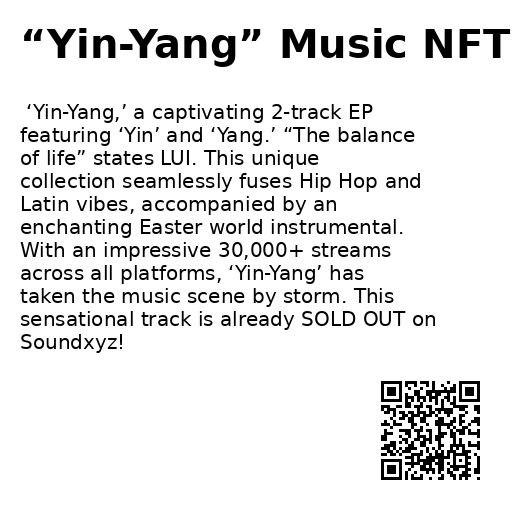 “Yin-Yang” Music NFT
‘Yin-Yang,’ a captivating 2-track EP
featuring ‘Yin’ and ‘Yang.’ “The balance
of life” states LUI. This unique
collection seamlessly fuses Hip Hop and
Latin vibes, accompanied by an
enchanting Easter world instrumental.
With an impressive 30,000+ streams
across all platforms, ‘Yin-Yang’ has
taken the music scene by storm. This
sensational track is already SOLD OUT on
Soundxyz!